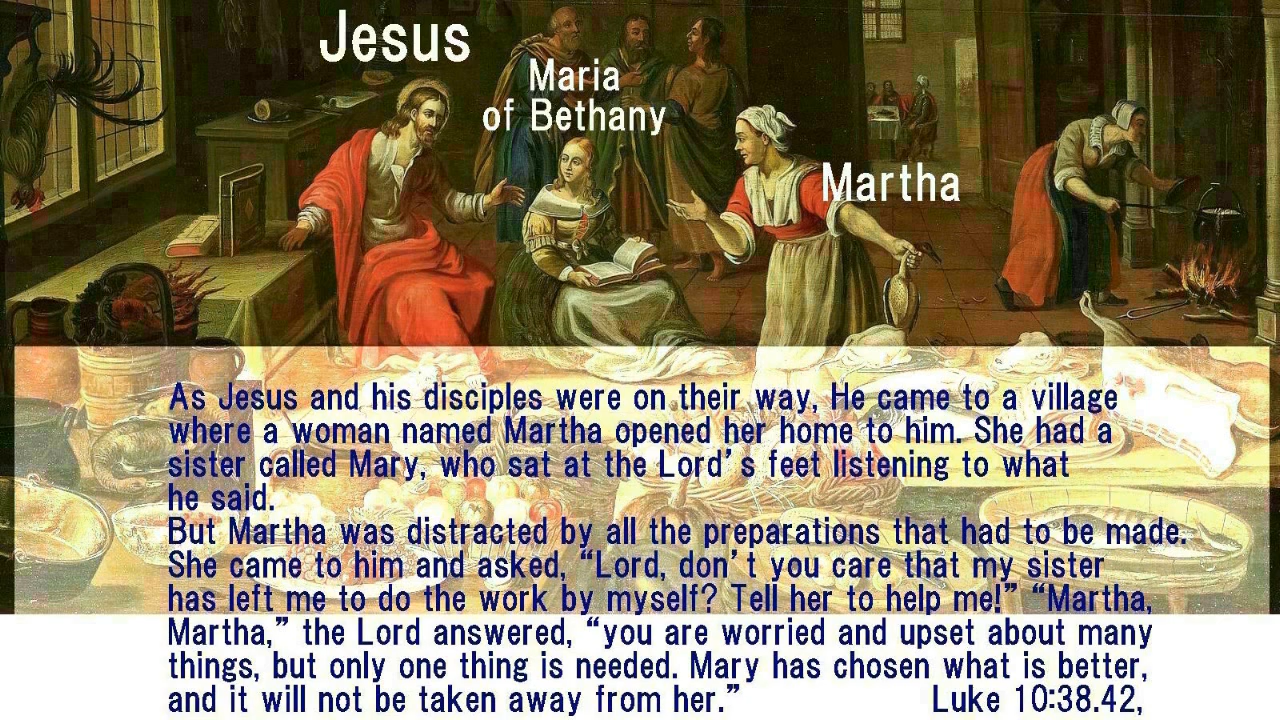 Jesus
Maria
of Bethany
Martha
As Jesus and his disciples were on their way, He came to a village
where a woman named Martha opened her home to him. She had a
sister called Mary, who sat at the Lord’s feet listening to what
he said.
But Martha was distracted by all the preparations that had to be made.
She came to him and asked, “Lord, don’t you care that my sister
has left me to do the work by myself? Tell her to help me!” “Martha,
Martha,” the Lord answered, “you are worried and upset about many
things, but only one thing is needed. Mary has chosen what is better,
and it will not be taken away from her.” Luke 10:38.42,